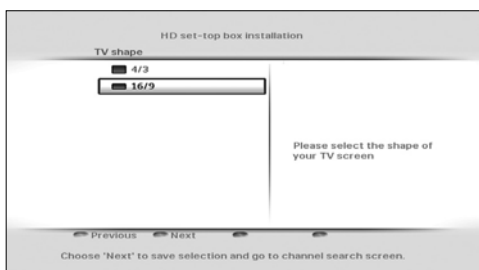 HD set-top box installation
TV shape
4/3
16/9
Please select the shape of
your TV screen
Previous Next
Choose 'Next' to save selection and go to channel search screen.